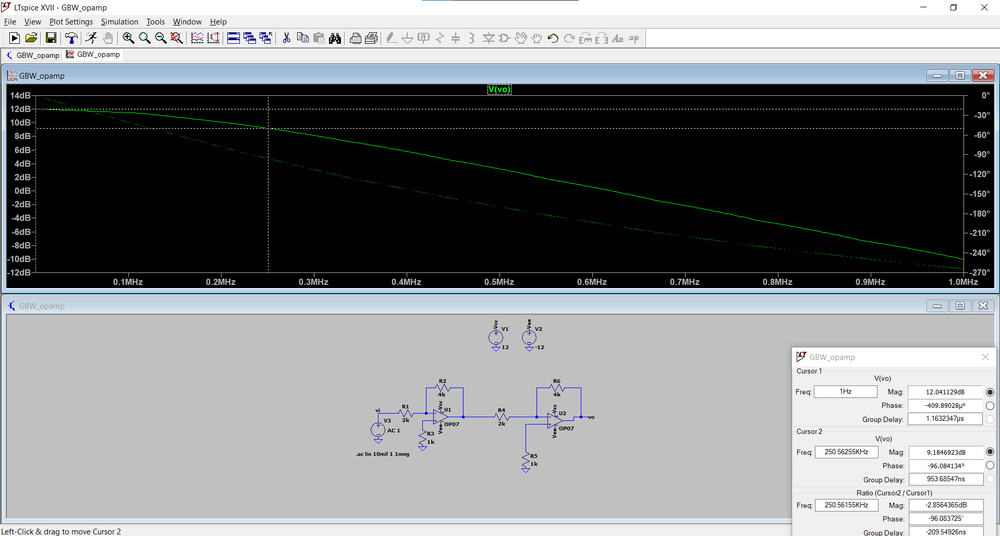 LTspice XVII - GBW_opamp
File View Plot Settings Simulation Tools Window Help
GBW_opamp GBW_opamp
GBW_opamp
V(vo)
14dB 0°
12dB
10dB -30°
8dB -60°
6dB -90°
4dB
2dB -120°
0dB -150°
-2dB
-4dB -180°
-6dB -210°
-8dB
-10dB -240°
-12dB -270°
0.1MHz 0.2MHz 0.3MHz 0.4MHz 0.5MHz 0.6MHz 0.7MHz 0.8MHz 0.9MHz 1.0MHz
GBW_opamp
Vcc V1 12
Vee V2 -12
R2
4k
R6
4k
vi
R1
2k
Vcc U1
OP07
Vee
V3
AC 1
R3
1k
R4
2k
Vcc U2
OP07
Vee
vo
R5
1k
.ac lin 10mil 1 1meg
GBW_opamp
Cursor 1
V(vo)
Freq: 1Hz Mag: 12.041129dB
Phase: -409.89028µ°
Group Delay: 1.1632347µs
Cursor 2
V(vo)
Freq: 250.56255KHz Mag: 9.1846923dB
Phase: -96.084134°
Group Delay: 953.68547ns
Ratio (Cursor2 / Cursor1)
Freq: 250.56155KHz Mag: -2.8564365dB
Phase: -96.083725°
Group Delay: -209.54926ns
Left-Click & drag to move Cursor 2